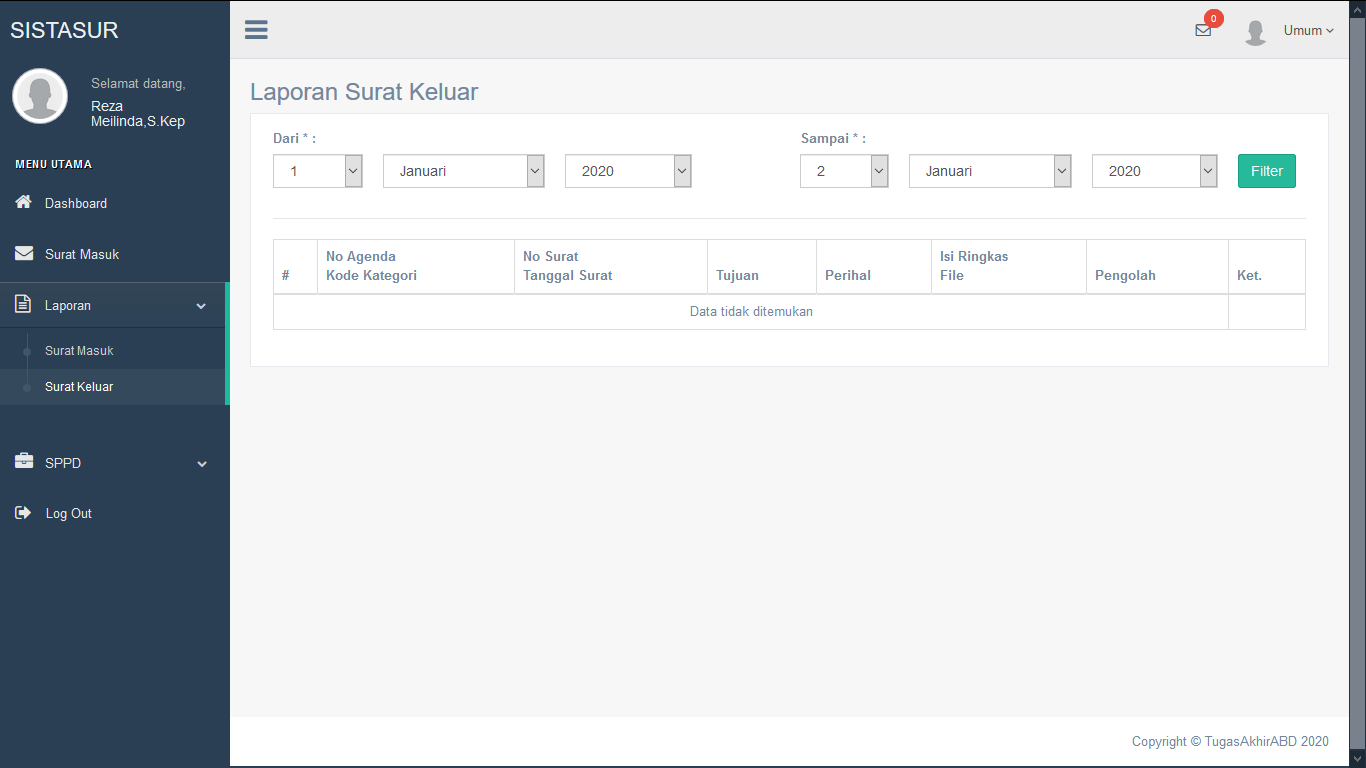 SISTASUR
Selamat datang,
Reza
Meilinda,S.Kep
MENU UTAMA
Dashboard
Surat Masuk
Laporan
Surat Masuk
Surat Keluar
SPPD
Log Out
0
Umum
Laporan Surat Keluar
Dari * :
Sampai * :
1 Januari 2020 2 Januari 2020 Filter
# No Agenda Kode Kategori No Surat Tanggal Surat Tujuan Perihal Isi Ringkas File Pengolah Ket.
Data tidak ditemukan
Copyright © TugasAkhirABD 2020